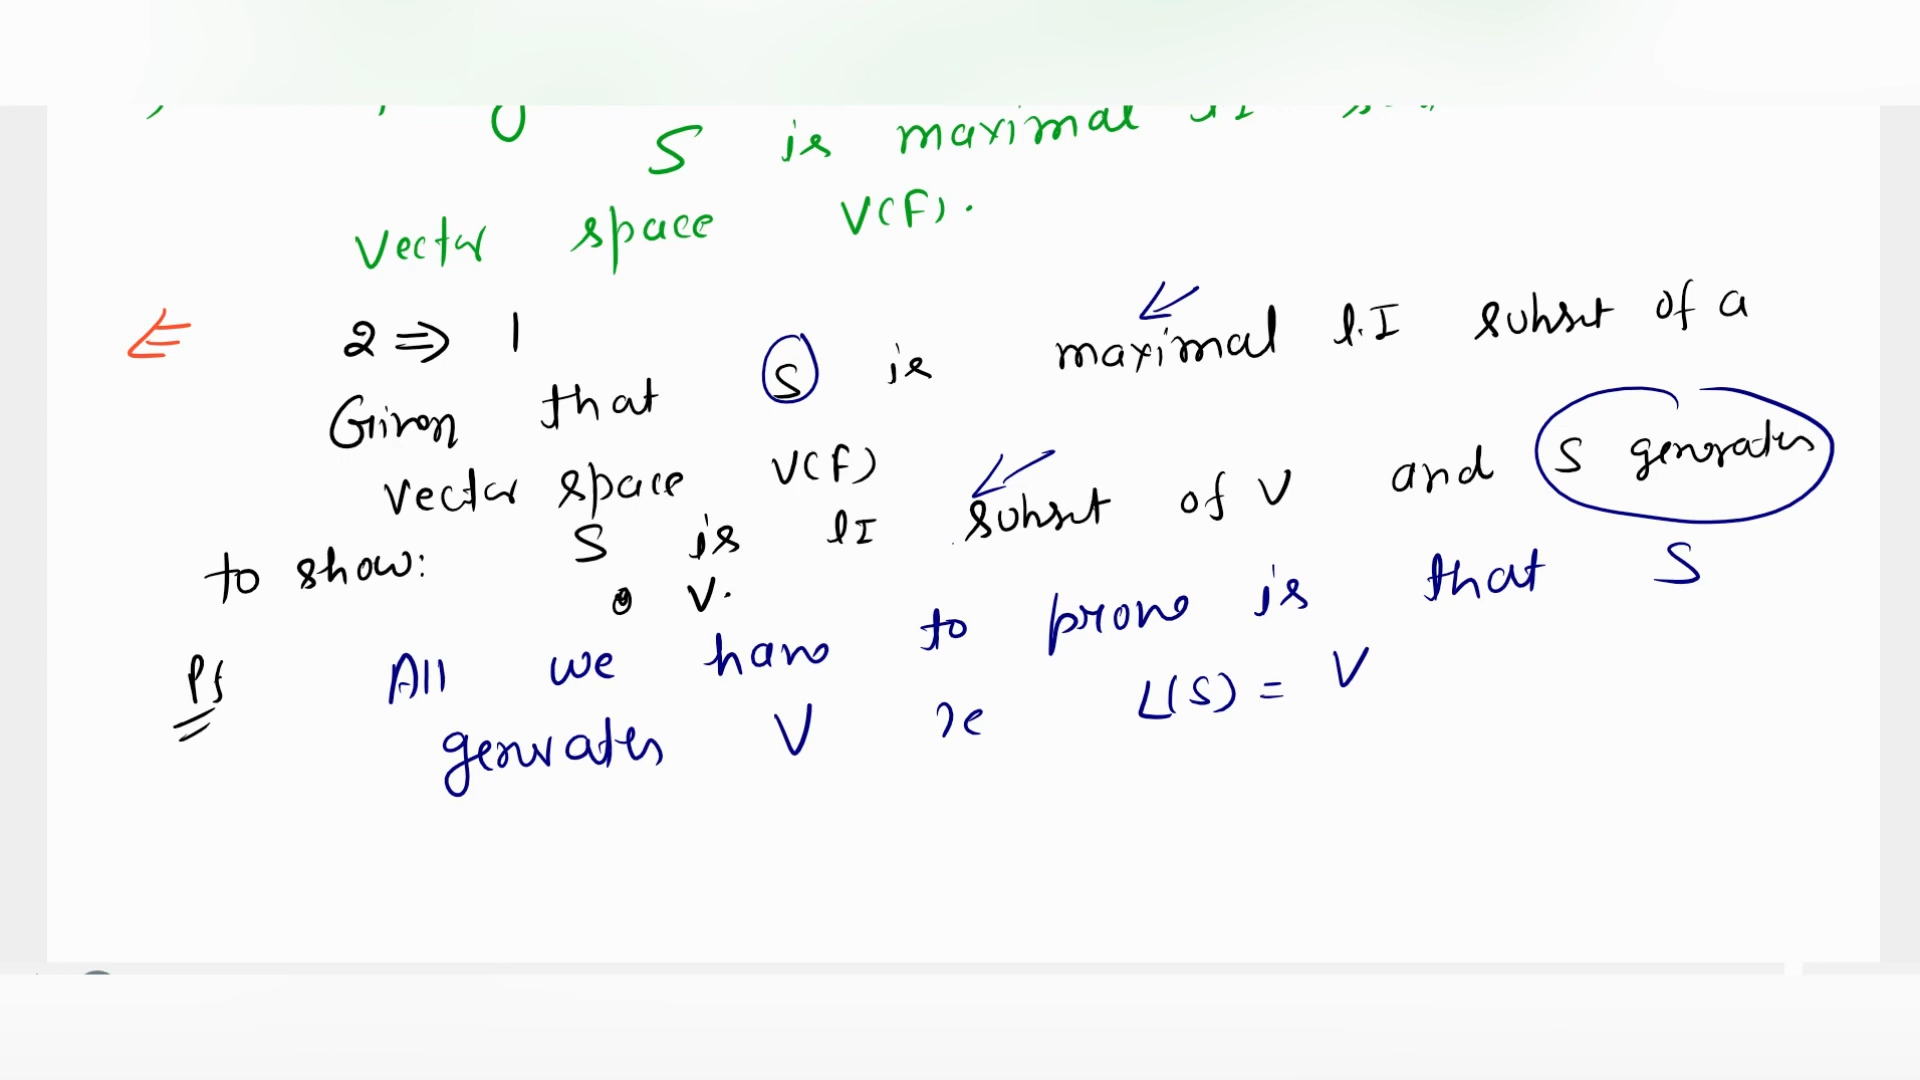 S is maximal
Vector space V(F).
2 ⇒ 1
Given that S is maximal l.I subset of a
vector space V(F)
to show: S is lI subset of V and S generates
V.
Pf All we have to prove is that S
generates V ie L(S) = V